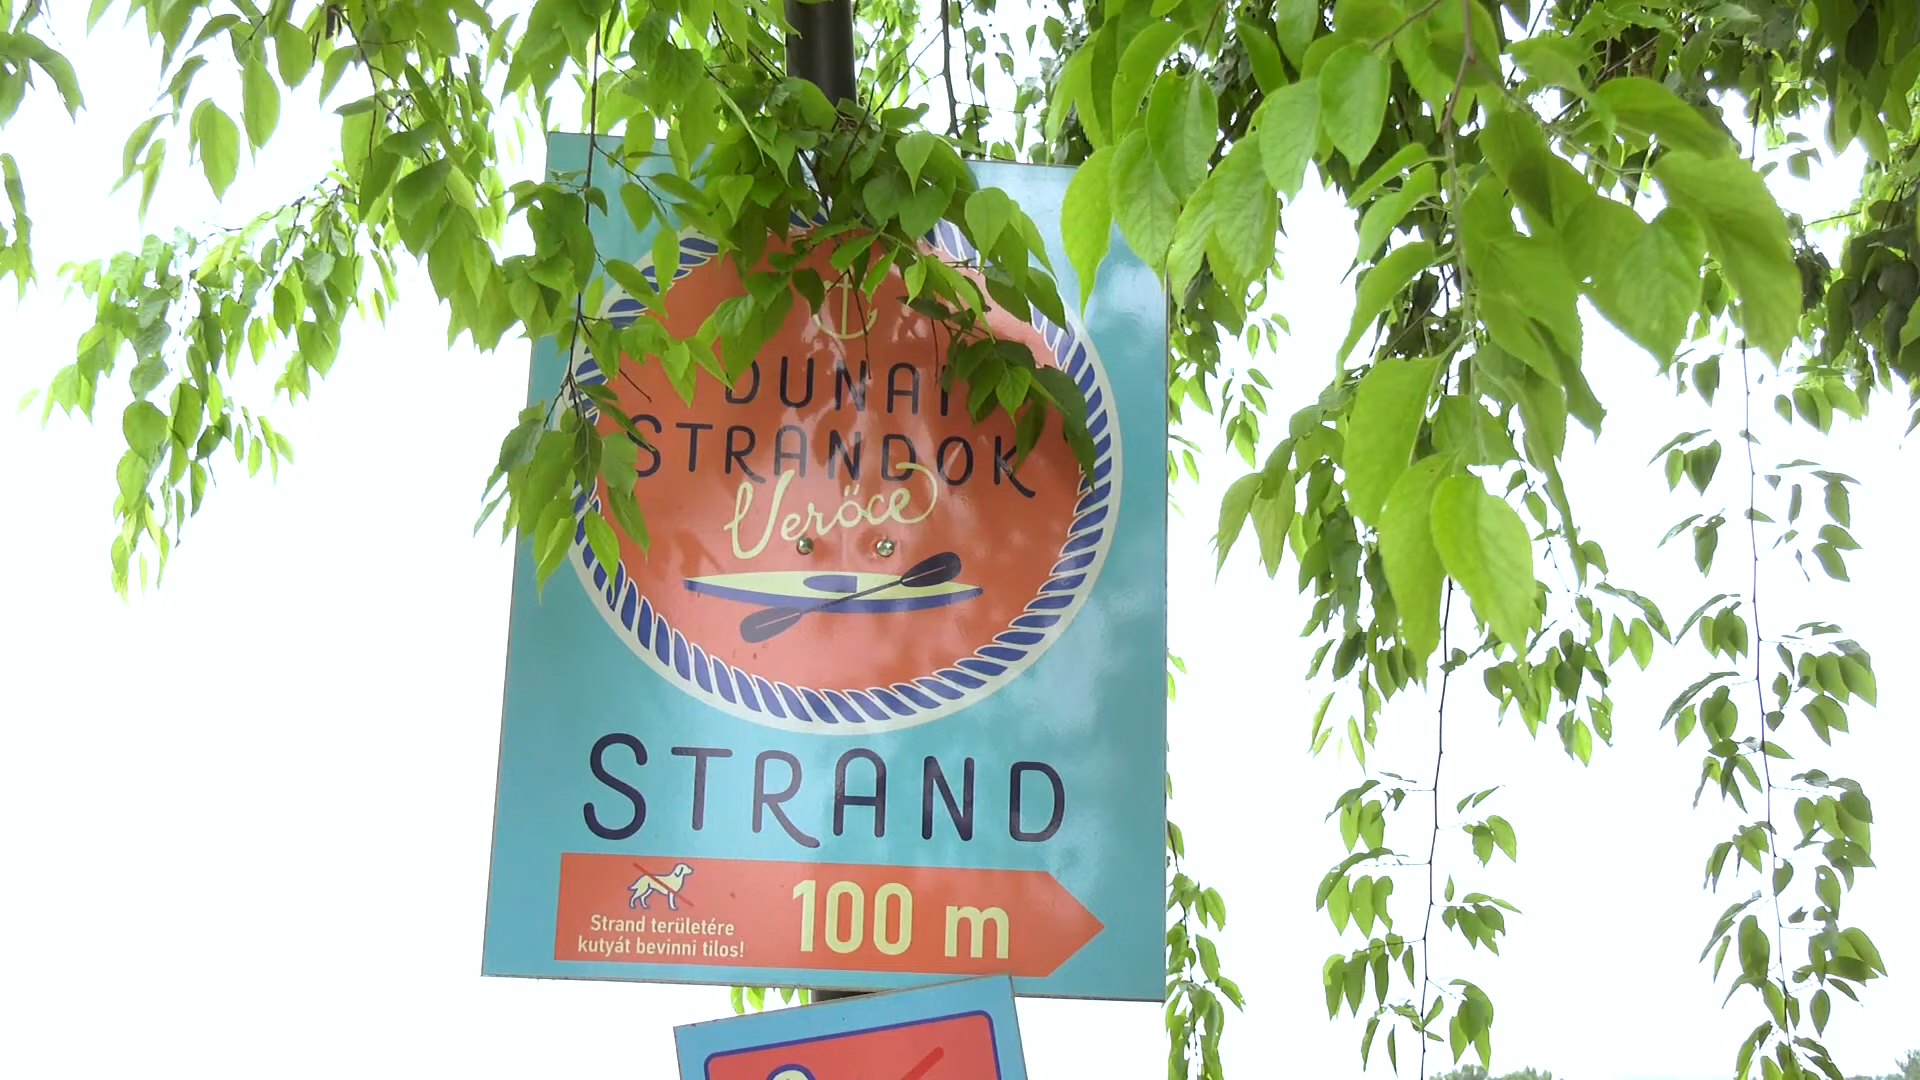 DUNAI
STRANDOK
Verőce
STRAND
Strand területére
kutyát bevinni tilos!
100 m